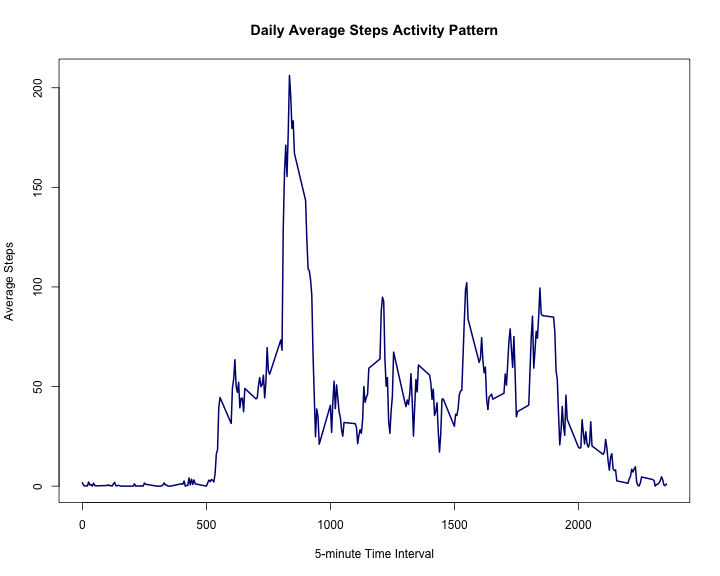 Daily Average Steps Activity Pattern
Average Steps
200
150
100
50
0
0 500 1000 1500 2000
5-minute Time Interval